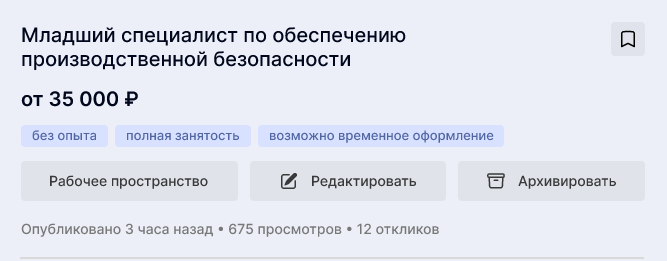 Младший специалист по обеспечению
производственной безопасности
от 35 000 ₽
без опыта полная занятость возможно временное оформление
Рабочее пространство Редактировать Архивировать
Опубликовано 3 часа назад • 675 просмотров • 12 откликов